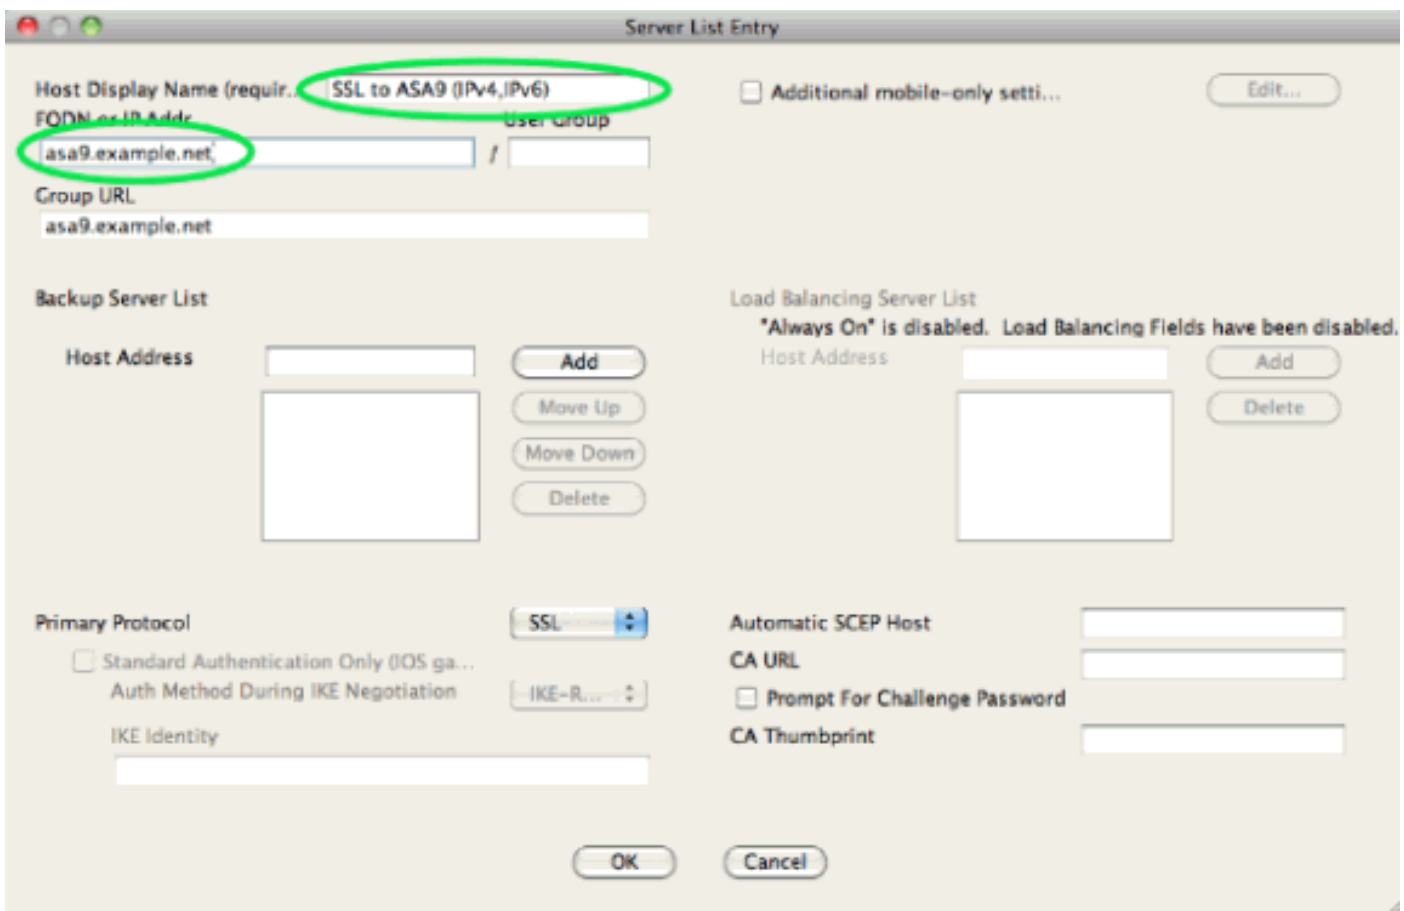 Server List Entry
Host Display Name (requir... SSL to ASA9 (IPv4,IPv6) Additional mobile-only setti... Edit...
FQDN or IP Addr... User Group
asa9.example.net /
Group URL
asa9.example.net
Backup Server List Load Balancing Server List
"Always On" is disabled. Load Balancing Fields have been disabled.
Host Address Add Host Address Add
Move Up Delete
Move Down
Delete
Primary Protocol SSL Automatic SCEP Host
Standard Authentication Only (IOS ga... CA URL
Auth Method During IKE Negotiation IKE-R... Prompt For Challenge Password
IKE Identity CA Thumbprint
OK Cancel